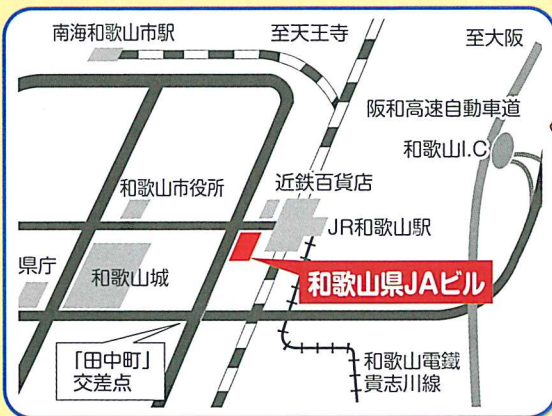 南海和歌山市駅
至天王寺
至大阪
阪和高速自動車道
和歌山I.C
和歌山市役所
近鉄百貨店
JR和歌山駅
県庁
和歌山城
和歌山県JAビル
「田中町」
交差点
和歌山電鐵
貴志川線